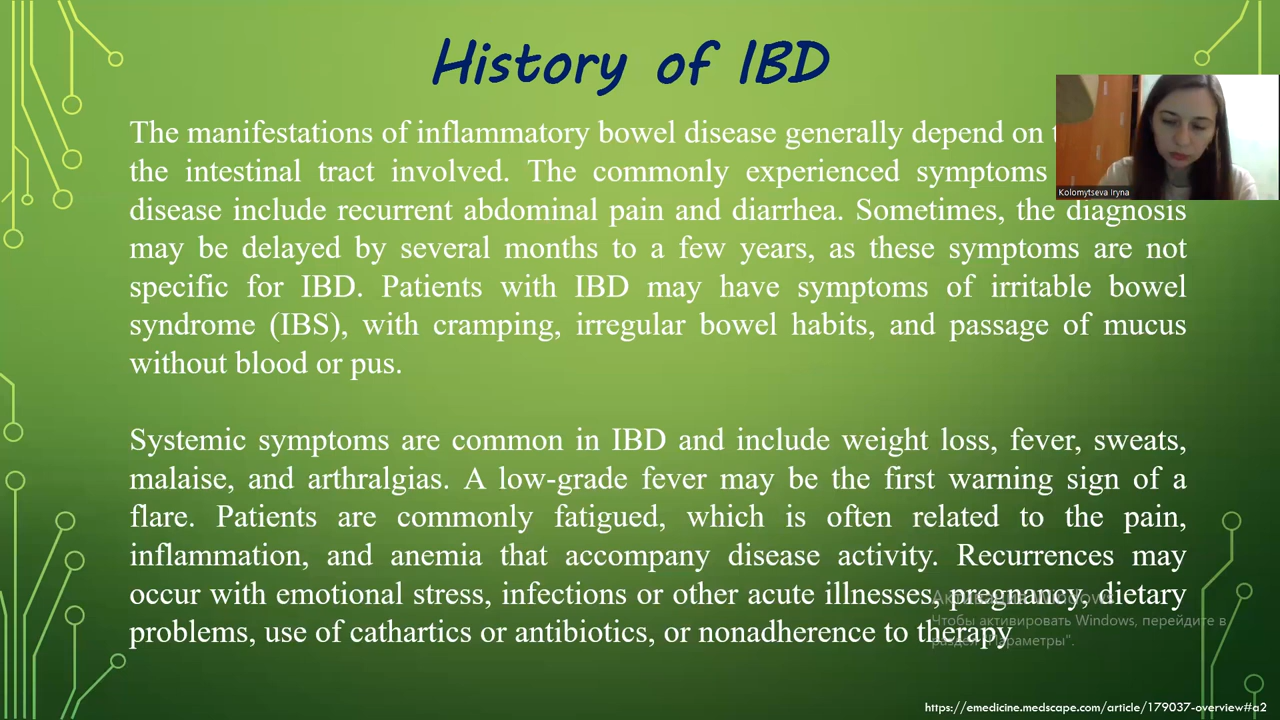 History of IBD
The manifestations of inflammatory bowel disease generally depend on
the intestinal tract involved. The commonly experienced symptoms
disease include recurrent abdominal pain and diarrhea. Sometimes, the diagnosis
may be delayed by several months to a few years, as these symptoms are not
specific for IBD. Patients with IBD may have symptoms of irritable bowel
syndrome (IBS), with cramping, irregular bowel habits, and passage of mucus
without blood or pus.
Systemic symptoms are common in IBD and include weight loss, fever, sweats,
malaise, and arthralgias. A low-grade fever may be the first warning sign of a
flare. Patients are commonly fatigued, which is often related to the pain,
inflammation, and anemia that accompany disease activity. Recurrences may
occur with emotional stress, infections or other acute illnesses, pregnancy, dietary
problems, use of cathartics or antibiotics, or nonadherence to therapy
Kolomytseva Iryna
Активация Windows
Чтобы активировать Windows, перейдите в
раздел "Параметры".
https://emedicine.medscape.com/article/179037-overview#a2